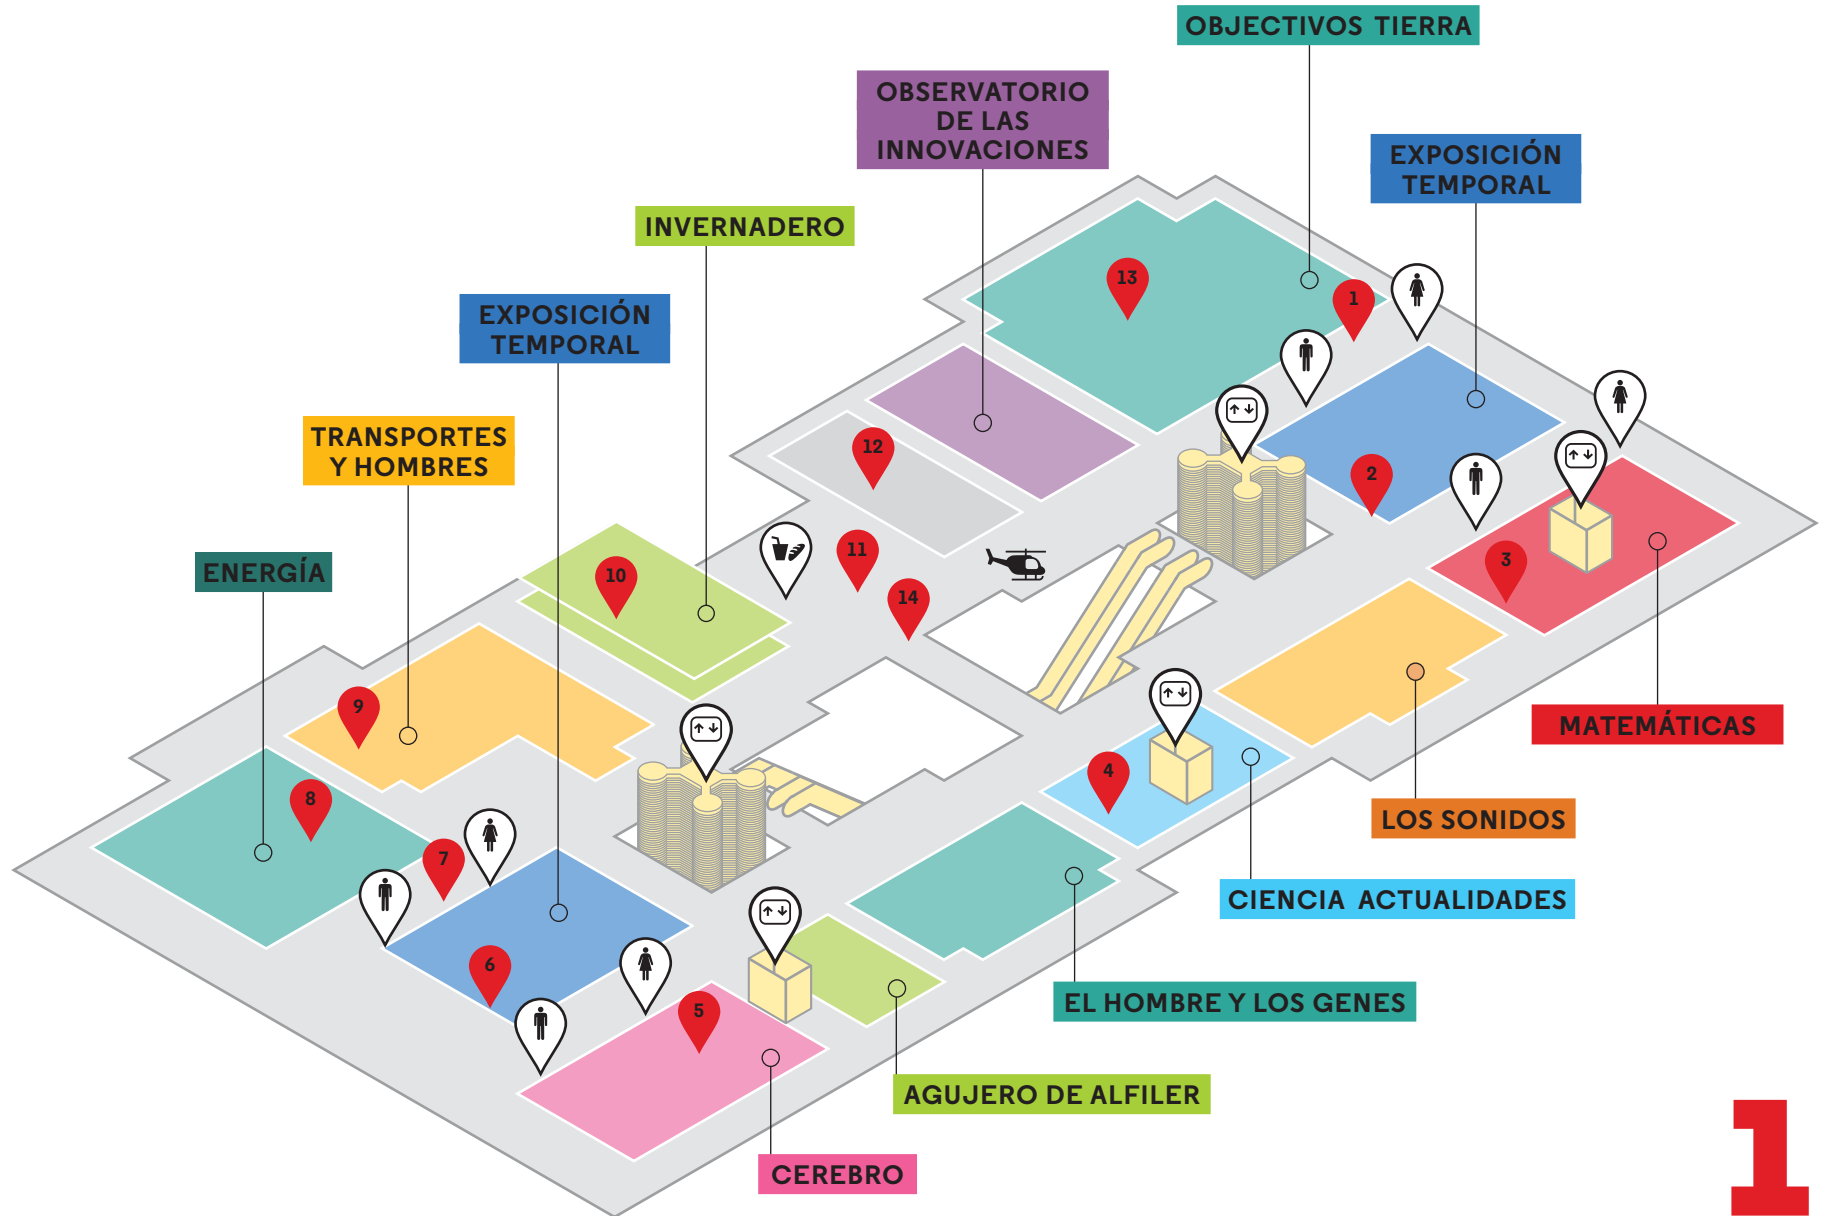 OBJECTIVOS TIERRA
OBSERVATORIO
DE LAS
INNOVACIONES
EXPOSICIÓN
TEMPORAL
INVERNADERO
EXPOSICIÓN
TEMPORAL
TRANSPORTES
Y HOMBRES
ENERGÍA
13
1
12
2
11
3
10
14
9
4
8
7
6
5
MATEMÁTICAS
LOS SONIDOS
CIENCIA ACTUALIDADES
EL HOMBRE Y LOS GENES
AGUJERO DE ALFILER
CEREBRO
1